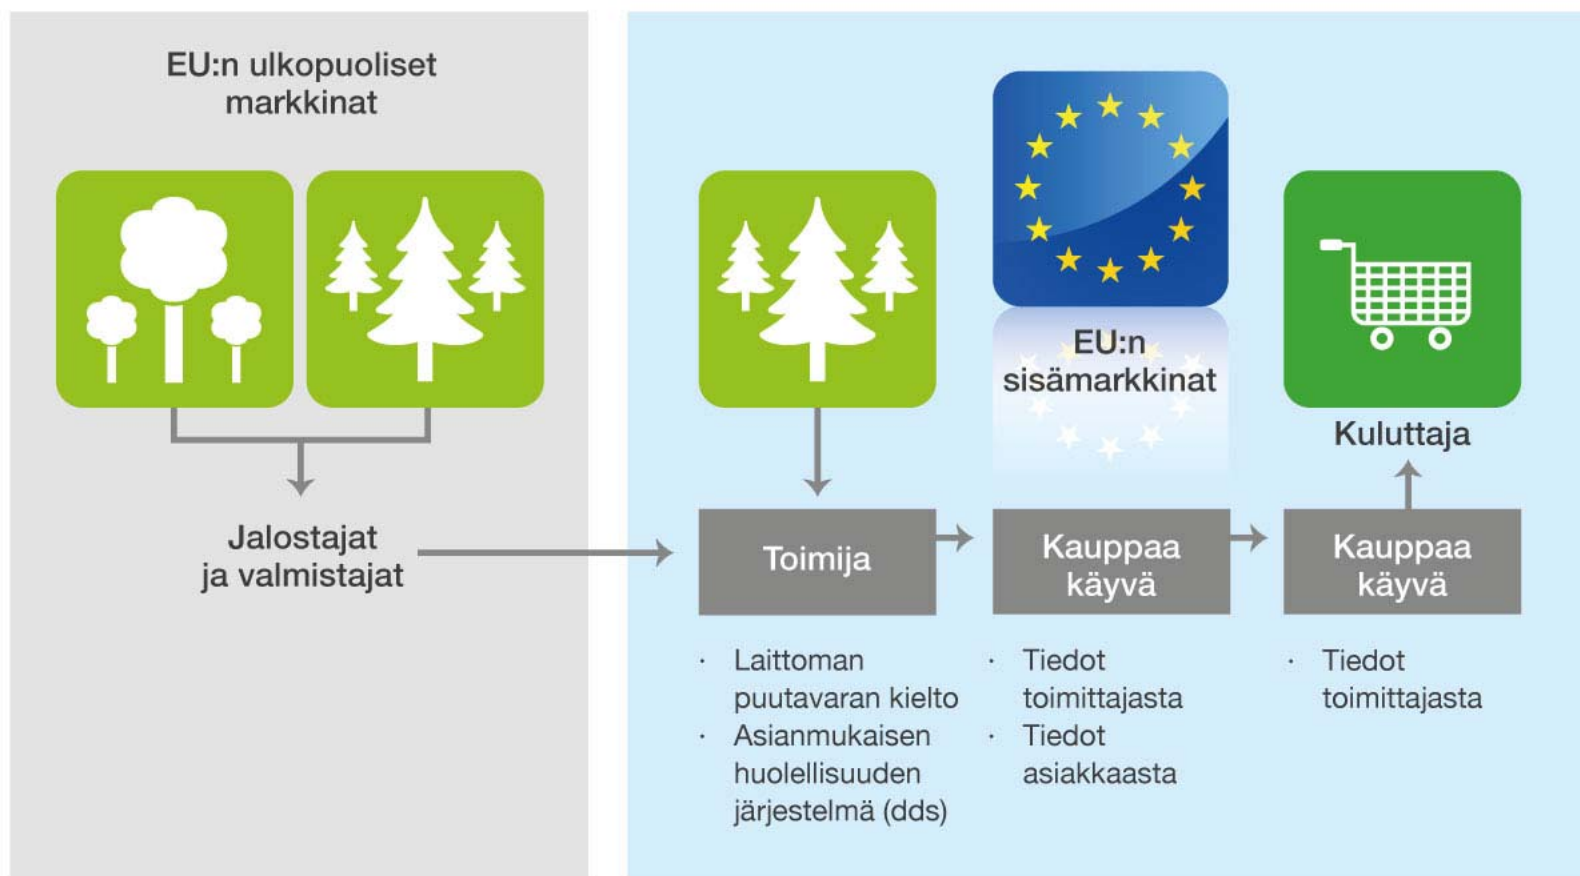 EU:n ulkopuoliset
markkinat
Jalostajat
ja valmistajat
EU:n
sisämarkkinat
Kuluttaja
Toimija
· Laittoman
puutavaran kielto
· Asianmukaisen
huolellisuuden
järjestelmä (dds)
Kauppaa
käyvä
· Tiedot
toimittajasta
· Tiedot
asiakkaasta
Kauppaa
käyvä
· Tiedot
toimittajasta